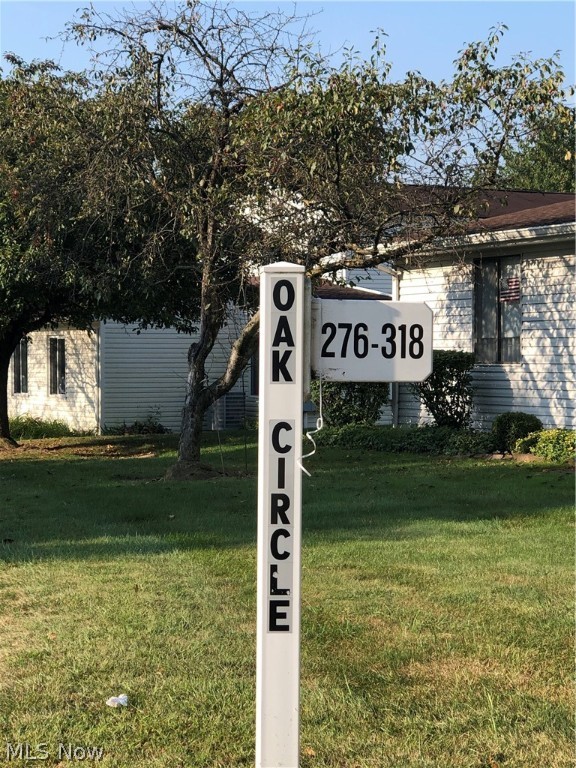 OAK CIRCLE
276-318
MLS Now